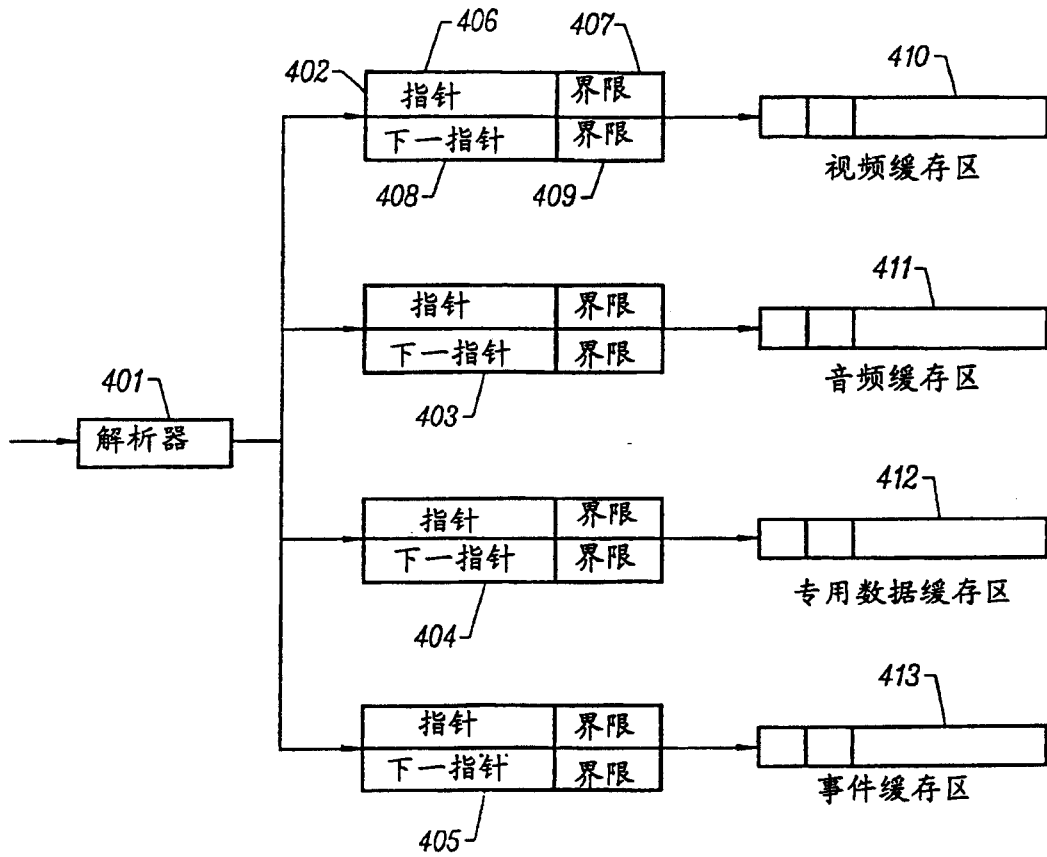 406
407
402
410
指针
界限
下一指针
界限
视频缓存区
408
409
411
指针
界限
下一指针
界限
音频缓存区
401
403
解析器
412
指针
界限
下一指针
界限
专用数据缓存区
404
413
指针
界限
下一指针
界限
事件缓存区
405